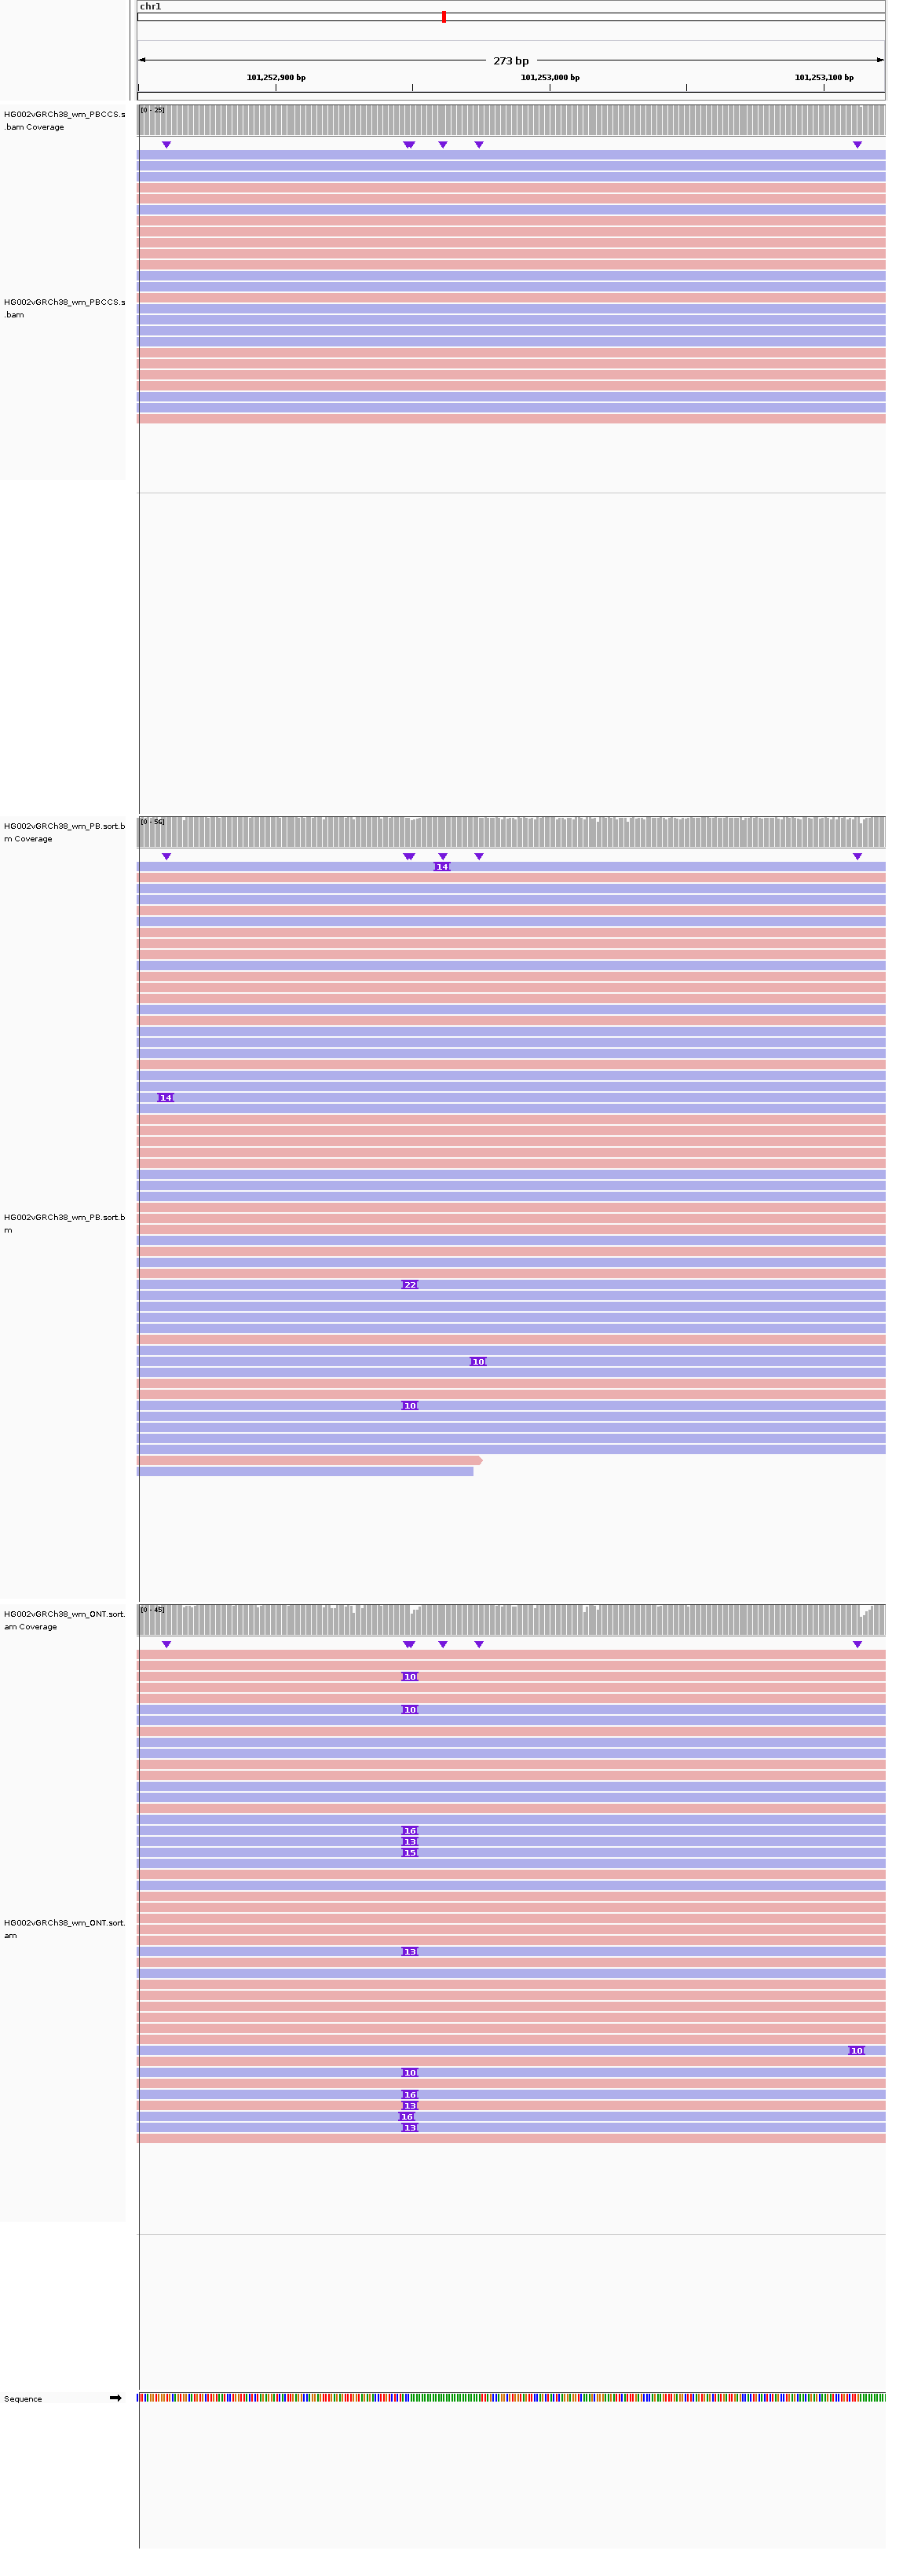 chr1
273 bp
101,252,900 bp 101,253,000 bp 101,253,100 bp
HG002vGRCh38_wm_PBCCS.s [0 - 25]
.bam Coverage
HG002vGRCh38_wm_PBCCS.s
.bam
HG002vGRCh38_wm_PB.sort.b [0 - 56]
m Coverage
14
14
HG002vGRCh38_wm_PB.sort.b
m
22
10
10
HG002vGRCh38_wm_ONT.sort. [0 - 45]
am Coverage
10
10
16
13
15
HG002vGRCh38_wm_ONT.sort.
am
13
10
10
16
13
16
13
Sequence